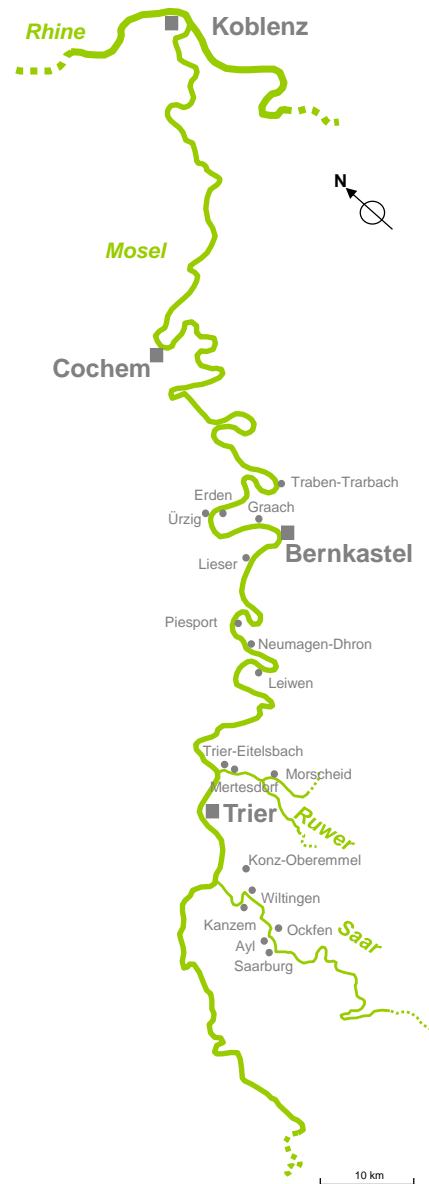 Koblenz
Rhine
N
Mosel
Cochem
Traben-Trarbach
Erden
Graach
Ürzig
Bernkastel
Lieser
Piesport
Neumagen-Dhron
Leiwen
Trier-Eitelsbach
Morscheid
Mertesdorf
Trier
Ruwer
Konz-Oberemmel
Wiltingen
Kanzem
Ockfen
Saar
Ayl
Saarburg
10 km